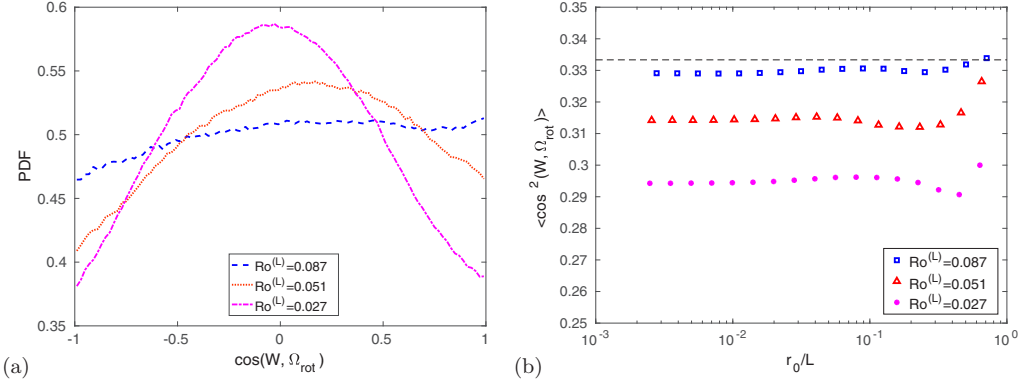 0.6
0.55
0.5
0.45
0.4
0.35
PDF
-1
-0.5
0
0.5
1
cos(W, Ω_rot)
Ro^(L)=0.087
Ro^(L)=0.051
Ro^(L)=0.027
(a)
0.35
0.34
0.33
0.32
0.31
0.3
0.29
0.28
0.27
0.26
0.25
<cos^2(W, Ω_rot)>
10^-3
10^-2
10^-1
10^0
r_0/L
Ro^(L)=0.087
Ro^(L)=0.051
Ro^(L)=0.027
(b)